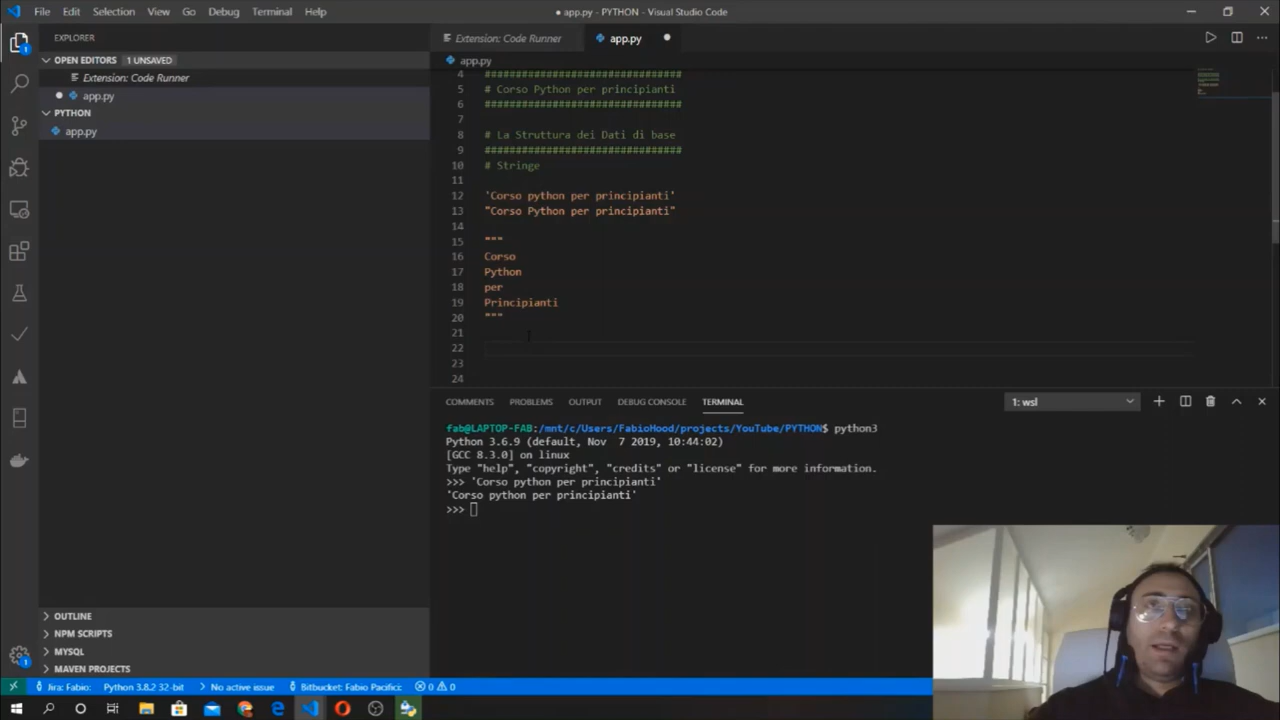 File Edit Selection View Go Debug Terminal Help
● app.py - PYTHON - Visual Studio Code
EXPLORER
OPEN EDITORS 1 UNSAVED
Extension: Code Runner
app.py
PYTHON
app.py
OUTLINE
NPM SCRIPTS
MYSQL
MAVEN PROJECTS
Extension: Code Runner
app.py
app.py
4 ################################
5 # Corso Python per principianti
6 ################################
7
8 # La Struttura dei Dati di base
9 ################################
10 # Stringe
11
12 'Corso python per principianti'
13 "Corso Python per principianti"
14
15 """
16 Corso
17 Python
18 per
19 Principianti
20 """
21
22
23
24
COMMENTS PROBLEMS OUTPUT DEBUG CONSOLE TERMINAL
1: wsl
fab@LAPTOP-FAB:/mnt/c/Users/FabioHood/projects/YouTube/PYTHON$ python3
Python 3.6.9 (default, Nov  7 2019, 10:44:02)
[GCC 8.3.0] on linux
Type "help", "copyright", "credits" or "license" for more information.
>>> 'Corso python per principianti'
'Corso python per principianti'
>>>
Jira: Fabio: Python 3.8.2 32-bit No active issue Bitbucket: Fabio Pacifici: 0 0